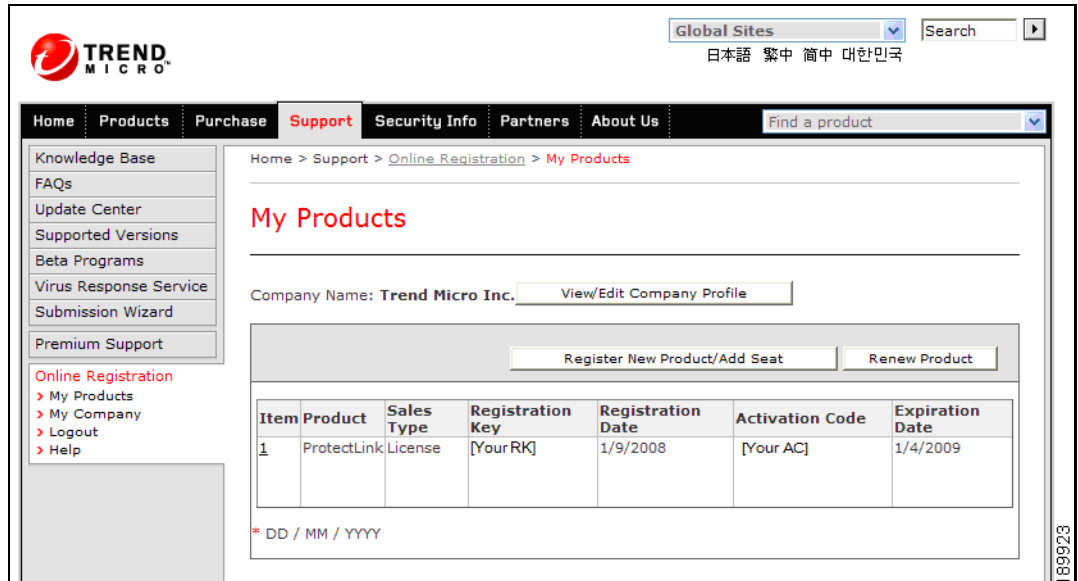 TREND
MICRO™
Global Sites
Search
日本語 繁中 简中 대한민국
Home Products Purchase Support Security Info Partners About Us
Find a product
Knowledge Base
FAQs
Update Center
Supported Versions
Beta Programs
Virus Response Service
Submission Wizard
Premium Support
Online Registration
My Products
My Company
Logout
Help
Home > Support > Online Registration > My Products
My Products
Company Name: Trend Micro Inc. View/Edit Company Profile
Register New Product/Add Seat Renew Product
Item Product Sales Type Registration Key Registration Date Activation Code Expiration Date
1 ProtectLink License [Your RK] 1/9/2008 [Your AC] 1/4/2009
* DD / MM / YYYY
189923